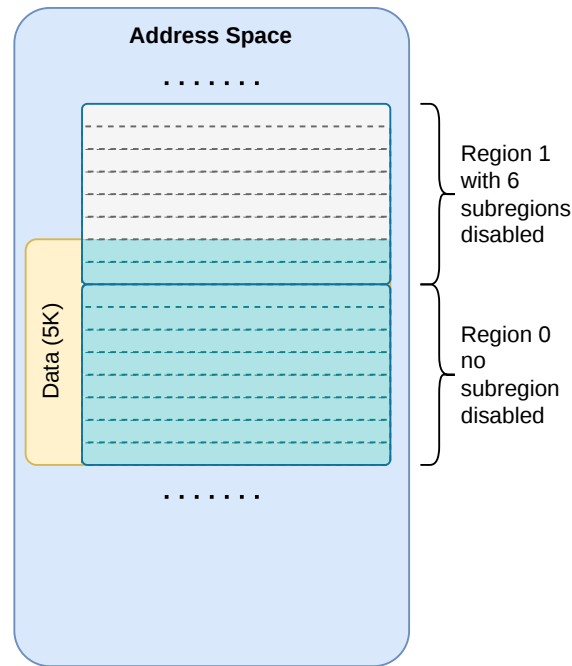 Address Space
. . . . . . .
Region 1
with 6
subregions
disabled
Data (5K)
Region 0
no
subregion
disabled
. . . . . . .